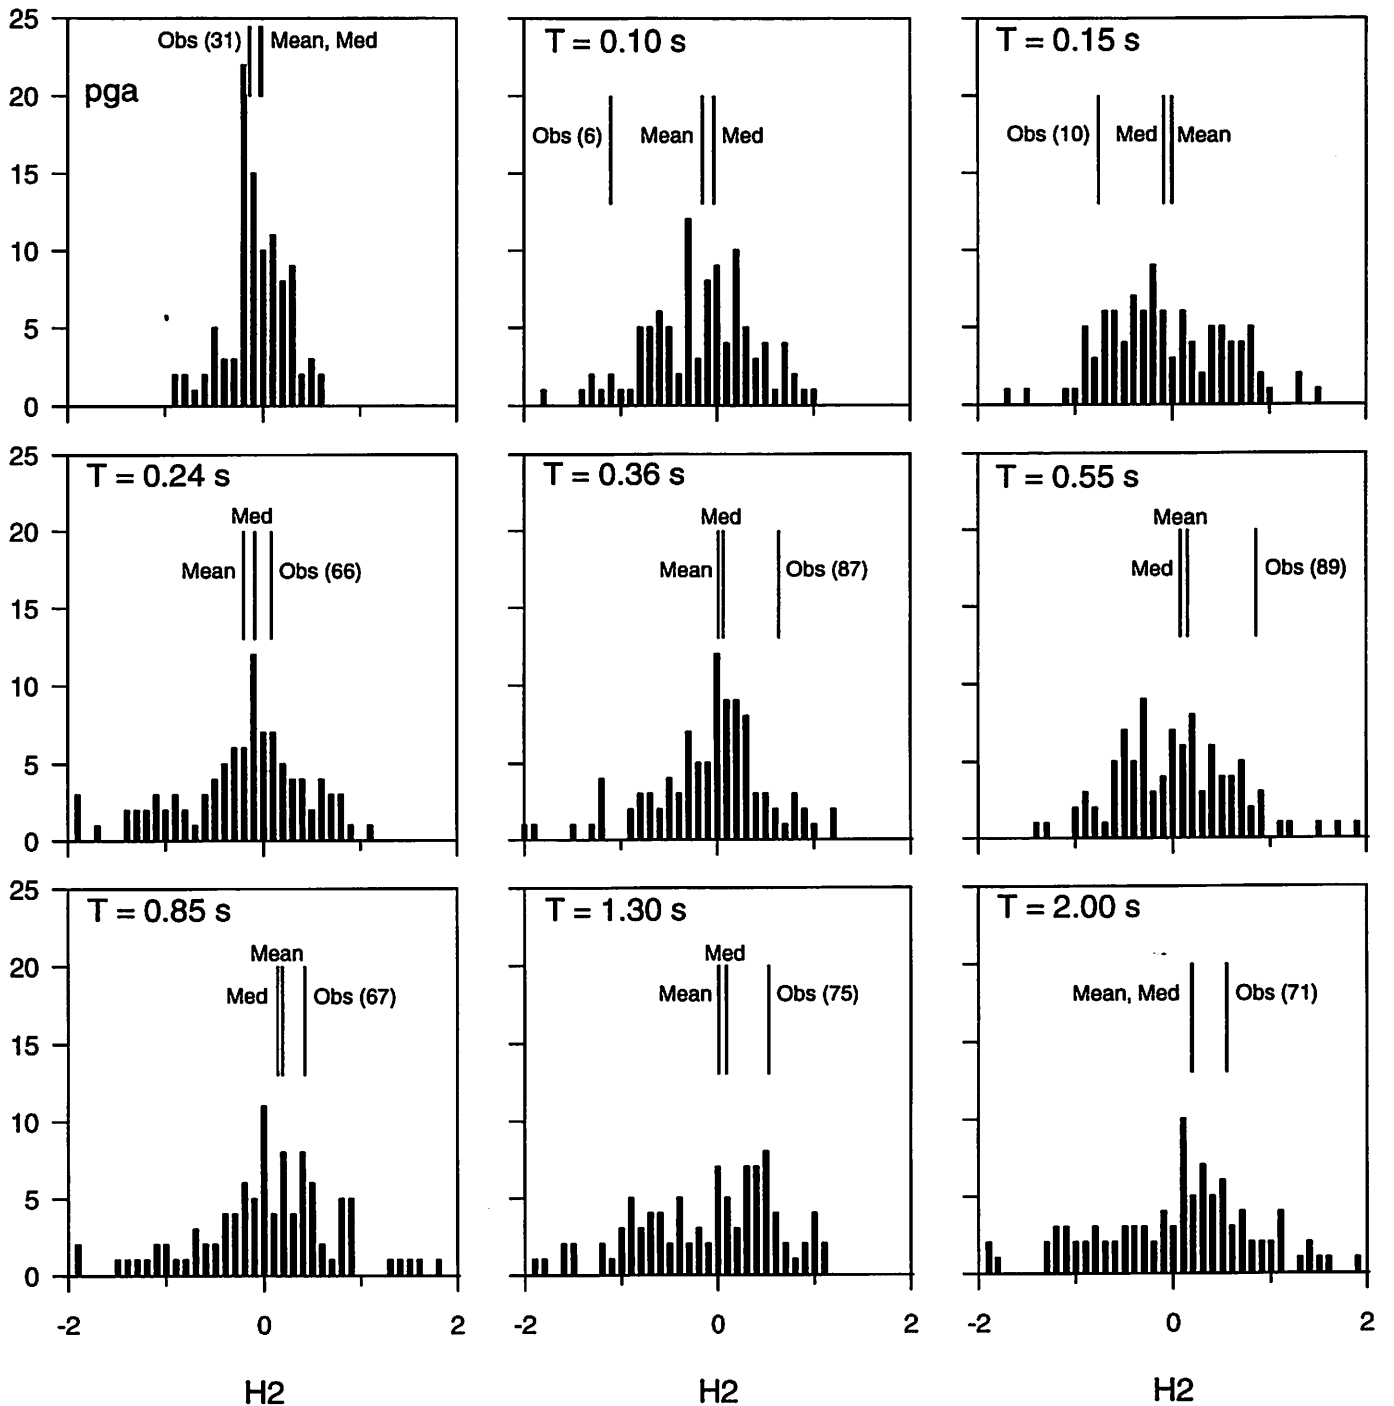 25
20
15
10
5
0
pga
Obs (31)
Mean, Med
T = 0.10 s
Obs (6)
Mean
Med
T = 0.15 s
Obs (10)
Med
Mean
25
20
15
10
5
0
T = 0.24 s
Med
Mean
Obs (66)
T = 0.36 s
Med
Mean
Obs (87)
T = 0.55 s
Mean
Med
Obs (89)
25
20
15
10
5
0
T = 0.85 s
Mean
Med
Obs (67)
-2
0
2
H2
T = 1.30 s
Med
Mean
Obs (75)
-2
0
2
H2
T = 2.00 s
Mean, Med
Obs (71)
-2
0
2
H2